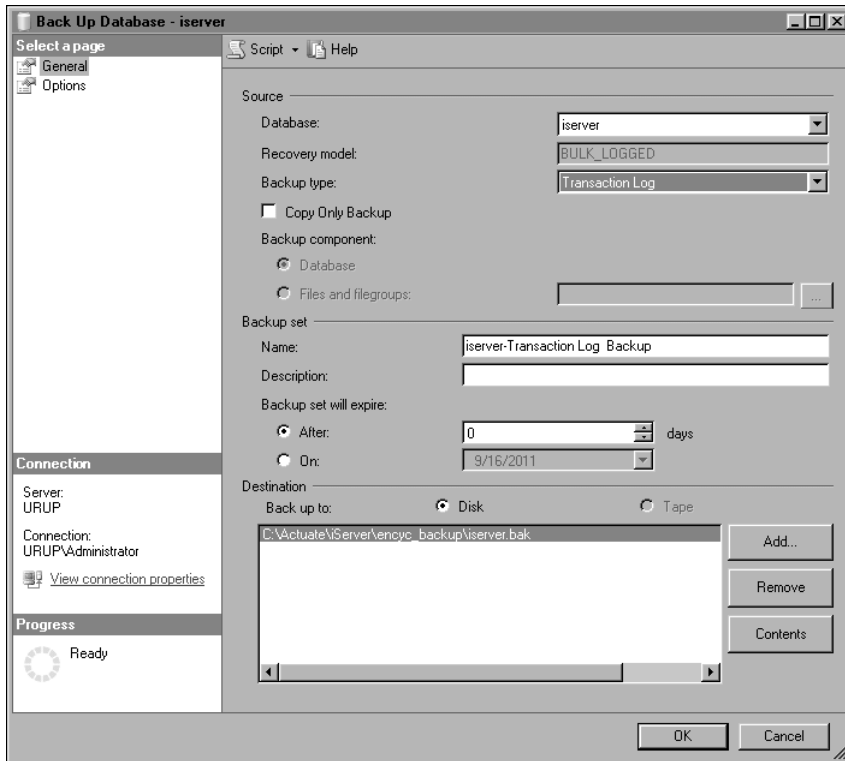 Back Up Database - iserver
Select a page
General
Options
Script
Help
Source
Database:
iserver
Recovery model:
BULK_LOGGED
Backup type:
Transaction Log
Copy Only Backup
Backup component:
Database
Files and filegroups:
...
Backup set
Name:
iserver-Transaction Log  Backup
Description:
Backup set will expire:
After:
0
days
On:
9/16/2011
Connection
Server:
URUP
Connection:
URUP\Administrator
View connection properties
Progress
Ready
Destination
Back up to:
Disk
Tape
C:\Actuate\iServer\encyc_backup\iserver.bak
Add...
Remove
Contents
OK
Cancel